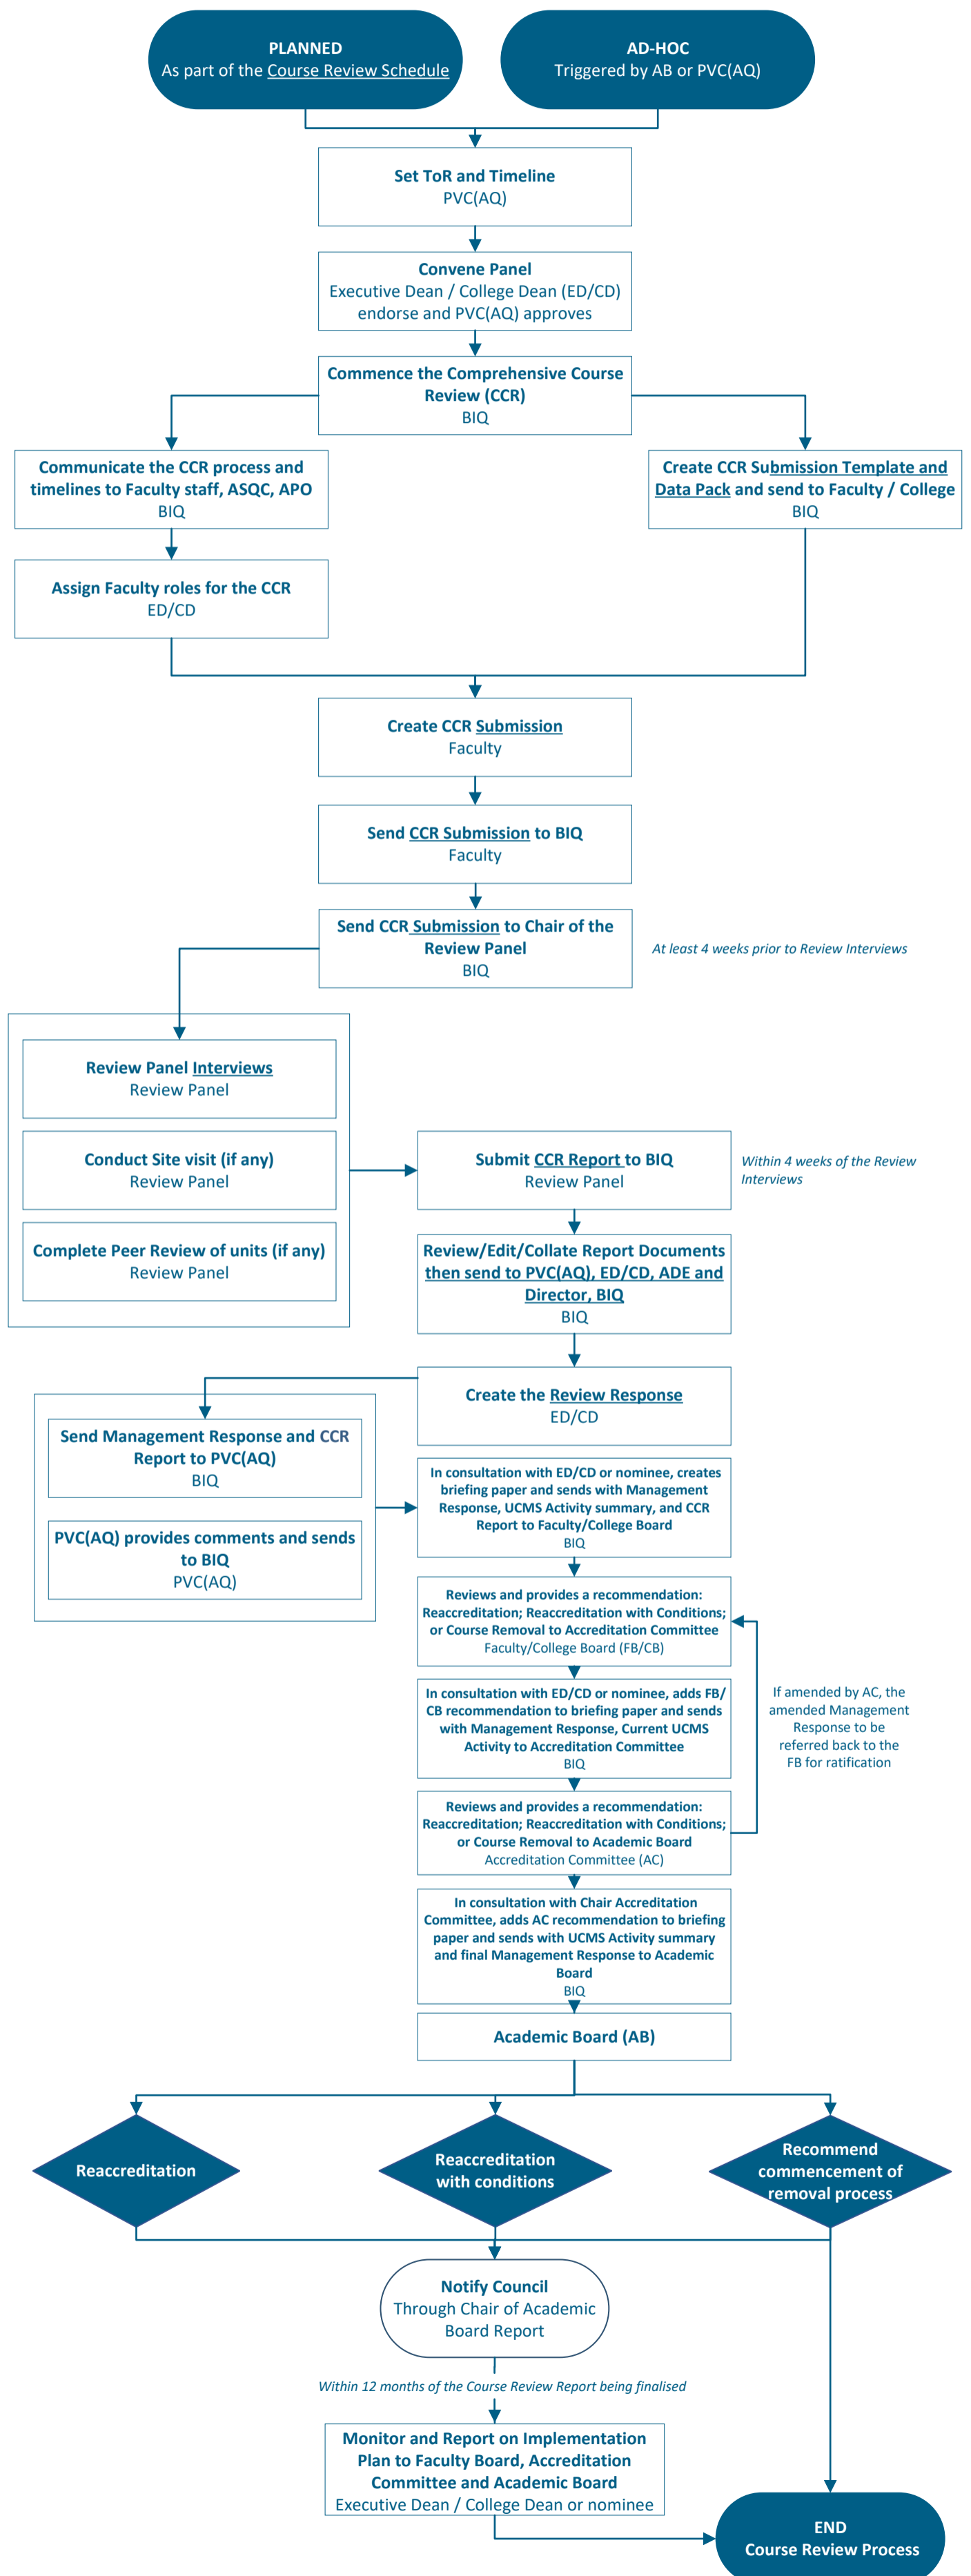 PLANNED
As part of the Course Review Schedule
AD-HOC
Triggered by AB or PVC(AQ)
Set ToR and Timeline
PVC(AQ)
Convene Panel
Executive Dean / College Dean (ED/CD)
endorse and PVC(AQ) approves
Commence the Comprehensive Course
Review (CCR)
BIQ
Communicate the CCR process and
timelines to Faculty staff, ASQC, APO
BIQ
Create CCR Submission Template and
Data Pack and send to Faculty / College
BIQ
Assign Faculty roles for the CCR
ED/CD
Create CCR Submission
Faculty
Send CCR Submission to BIQ
Faculty
Send CCR Submission to Chair of the
Review Panel
BIQ
At least 4 weeks prior to Review Interviews
Review Panel Interviews
Review Panel
Conduct Site visit (if any)
Review Panel
Complete Peer Review of units (if any)
Review Panel
Submit CCR Report to BIQ
Review Panel
Within 4 weeks of the Review
Interviews
Review/Edit/Collate Report Documents
then send to PVC(AQ), ED/CD, ADE and
Director, BIQ
BIQ
Create the Review Response
ED/CD
Send Management Response and CCR
Report to PVC(AQ)
BIQ
PVC(AQ) provides comments and sends
to BIQ
PVC(AQ)
In consultation with ED/CD or nominee, creates
briefing paper and sends with Management
Response, UCMS Activity summary, and CCR
Report to Faculty/College Board
BIQ
Reviews and provides a recommendation:
Reaccreditation; Reaccreditation with Conditions;
or Course Removal to Accreditation Committee
Faculty/College Board (FB/CB)
In consultation with ED/CD or nominee, adds FB/
CB recommendation to briefing paper and sends
with Management Response, Current UCMS
Activity to Accreditation Committee
BIQ
If amended by AC, the
amended Management
Response to be
referred back to the
FB for ratification
Reviews and provides a recommendation:
Reaccreditation; Reaccreditation with Conditions;
or Course Removal to Academic Board
Accreditation Committee (AC)
In consultation with Chair Accreditation
Committee, adds AC recommendation to briefing
paper and sends with UCMS Activity summary
and final Management Response to Academic
Board
BIQ
Academic Board (AB)
Reaccreditation
Reaccreditation
with conditions
Recommend
commencement of
removal process
Notify Council
Through Chair of Academic
Board Report
Within 12 months of the Course Review Report being finalised
Monitor and Report on Implementation
Plan to Faculty Board, Accreditation
Committee and Academic Board
Executive Dean / College Dean or nominee
END
Course Review Process